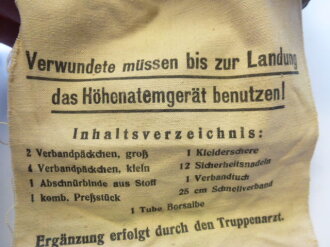 Verwundete müssen bis zur Landung
das Höhenatemgerät benutzen!
Inhaltsverzeichnis:
2 Verbandpäckchen, groß
4 Verbandpäckchen, klein
1 Abschnürbinde aus Stoff
1 komb. Preßstück
1 Kleiderschere
12 Sicherheitsnadeln
1 Verbandtuch
25 cm Schnellverband
1 Tube Borsalbe
Ergänzung erfolgt durch den Truppenarzt.